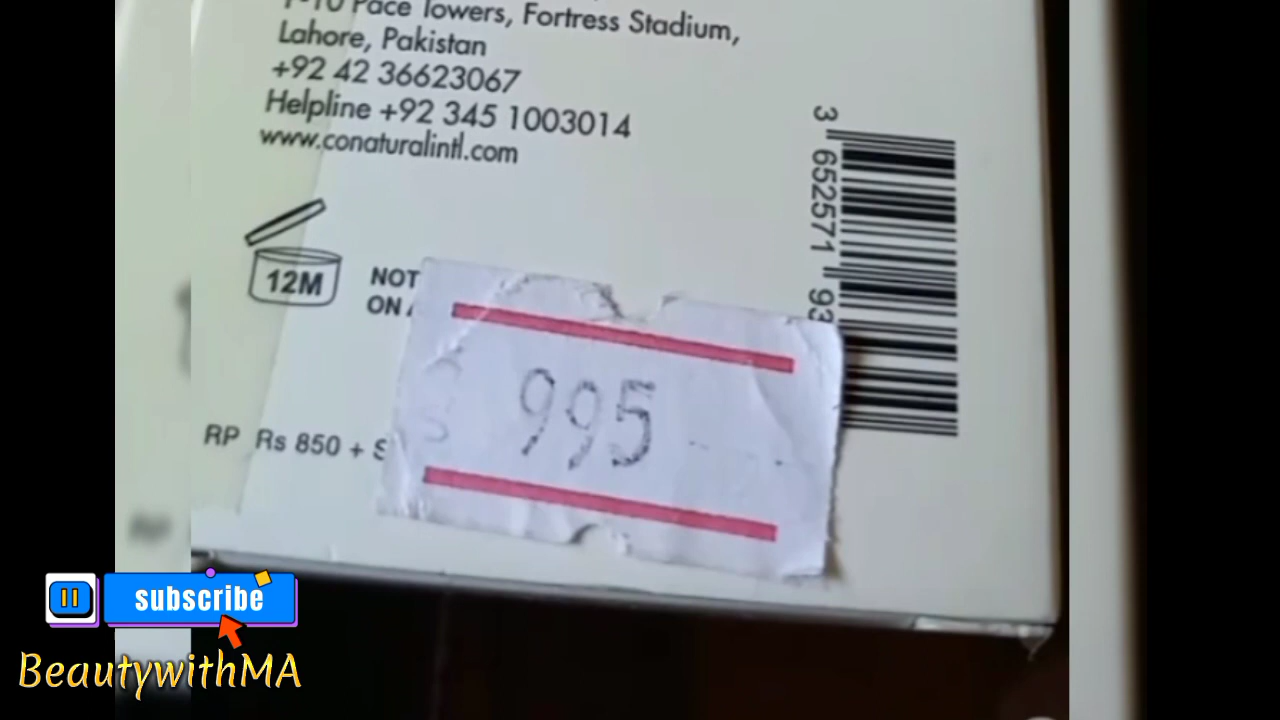 Pace Towers, Fortress Stadium,
Lahore, Pakistan
+92 42 36623067
Helpline +92 345 1003014
www.conaturalintl.com
12M
NOT
ON
RP Rs 850 + S
995
3 652571 93
subscribe
BeautywithMA